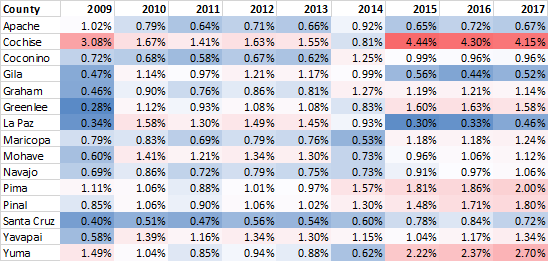 County 2009 2010 2011 2012 2013 2014 2015 2016 2017
Apache 1.02% 0.79% 0.64% 0.71% 0.66% 0.92% 0.65% 0.72% 0.67%
Cochise 3.08% 1.67% 1.41% 1.63% 1.55% 0.81% 4.44% 4.30% 4.15%
Coconino 0.72% 0.68% 0.58% 0.67% 0.62% 1.25% 0.99% 0.96% 0.96%
Gila 0.47% 1.14% 0.97% 1.21% 1.17% 0.99% 0.56% 0.44% 0.52%
Graham 0.46% 0.90% 0.76% 0.86% 0.81% 1.27% 1.19% 1.21% 1.14%
Greenlee 0.28% 1.12% 0.93% 1.08% 1.08% 0.83% 1.60% 1.63% 1.58%
La Paz 0.34% 1.58% 1.30% 1.49% 1.45% 0.93% 0.30% 0.33% 0.46%
Maricopa 0.79% 0.83% 0.69% 0.79% 0.76% 0.53% 1.18% 1.18% 1.24%
Mohave 0.60% 1.41% 1.21% 1.34% 1.30% 0.73% 0.96% 1.06% 1.12%
Navajo 0.69% 0.86% 0.72% 0.79% 0.75% 0.73% 0.91% 0.97% 1.06%
Pima 1.11% 1.06% 0.88% 1.01% 0.97% 1.57% 1.81% 1.86% 2.00%
Pinal 0.85% 1.06% 0.90% 1.06% 1.02% 1.30% 1.48% 1.71% 1.80%
Santa Cruz 0.40% 0.51% 0.47% 0.56% 0.54% 0.60% 0.78% 0.84% 0.72%
Yavapai 0.58% 1.39% 1.16% 1.34% 1.30% 1.15% 1.04% 1.17% 1.34%
Yuma 1.49% 1.04% 0.85% 0.94% 0.88% 0.62% 2.22% 2.37% 2.70%